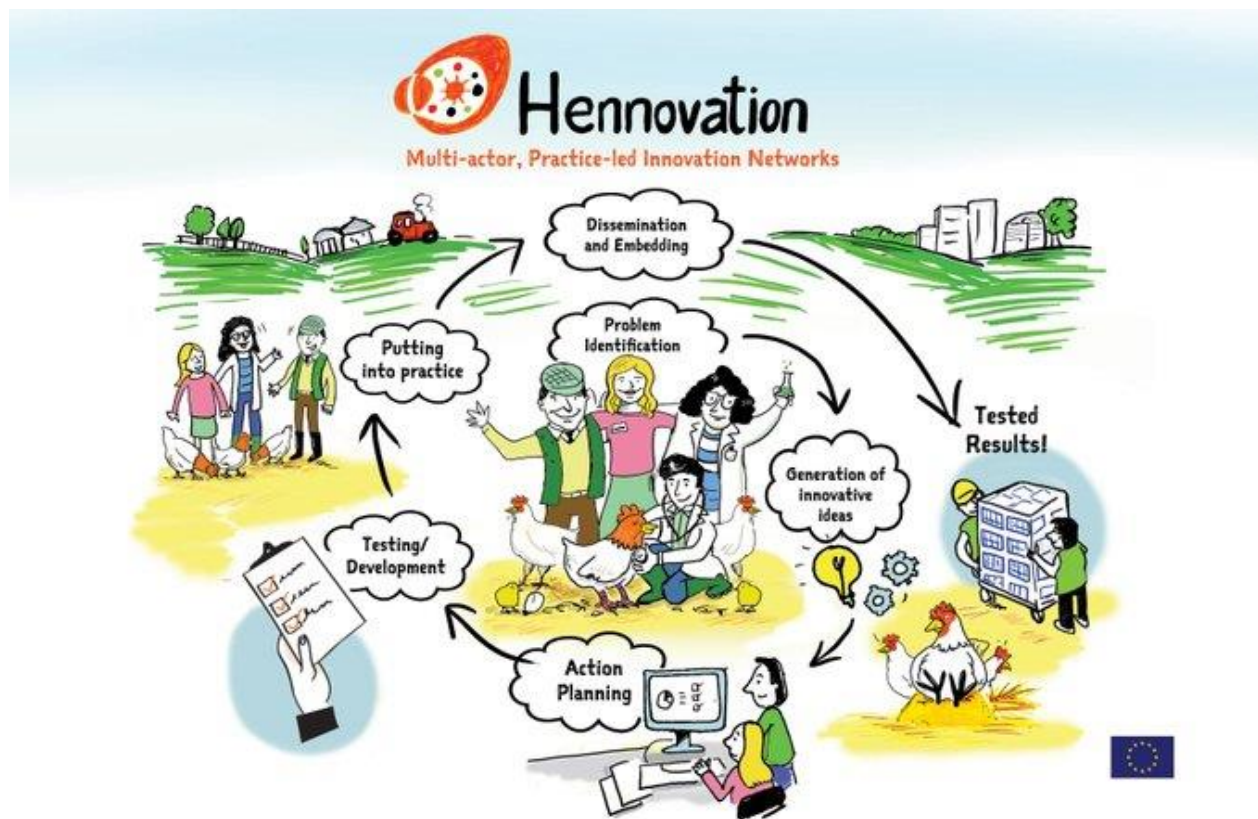 Hennovation
Multi-actor, Practice-led Innovation Networks
Dissemination
and Embedding
Problem
Identification
Putting
into practice
Tested
Results!
Generation of
innovative
ideas
Testing/
Development
Action
Planning